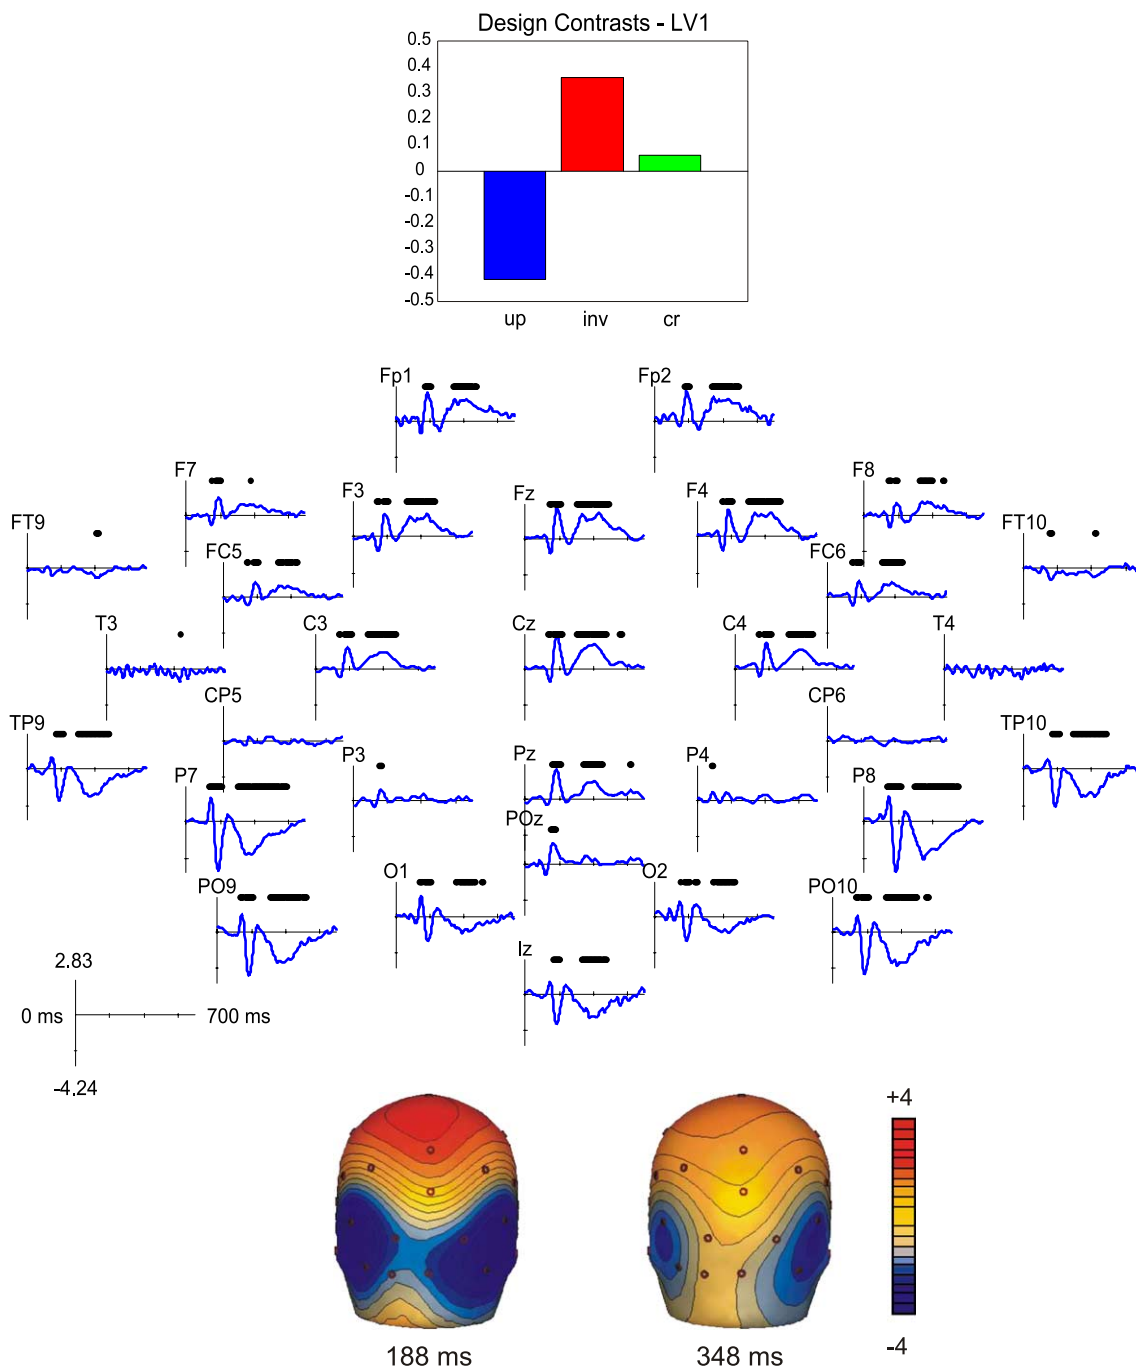 Design Contrasts - LV1
0.5
0.4
0.3
0.2
0.1
0
-0.1
-0.2
-0.3
-0.4
-0.5
up inv cr
Fp1 Fp2
F7 F3 Fz F4 F8
FT9 FT10
FC5 FC6
T3 C3 Cz C4 T4
CP5 CP6
TP9 TP10
P7 P3 Pz P4 P8
POz
PO9 O1 O2 PO10
Iz
2.83
0 ms 700 ms
-4.24
+4
-4
188 ms 348 ms